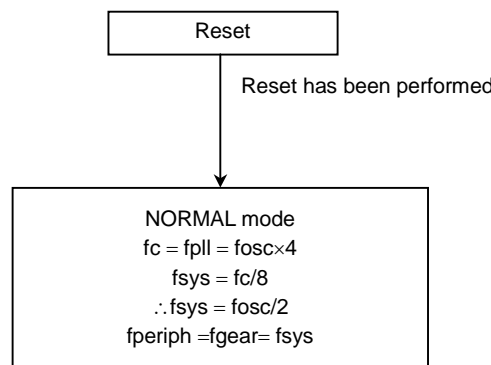 Reset
Reset has been performed
NORMAL mode
fc = fpll = fosc×4
fsys = fc/8
∴fsys = fosc/2
fperiph =fgear= fsys